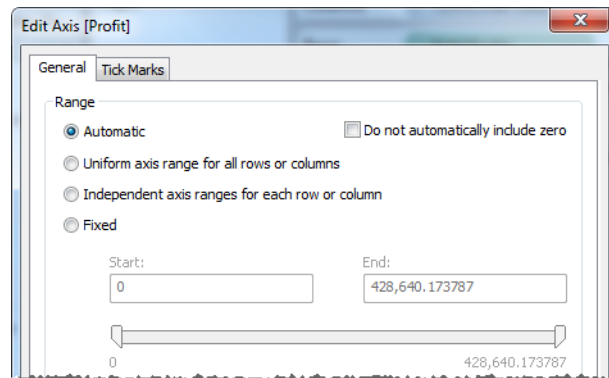 Edit Axis [Profit]
General Tick Marks
Range
Automatic Do not automatically include zero
Uniform axis range for all rows or columns
Independent axis ranges for each row or column
Fixed
Start: End:
0 428,640.173787
0 428,640.173787